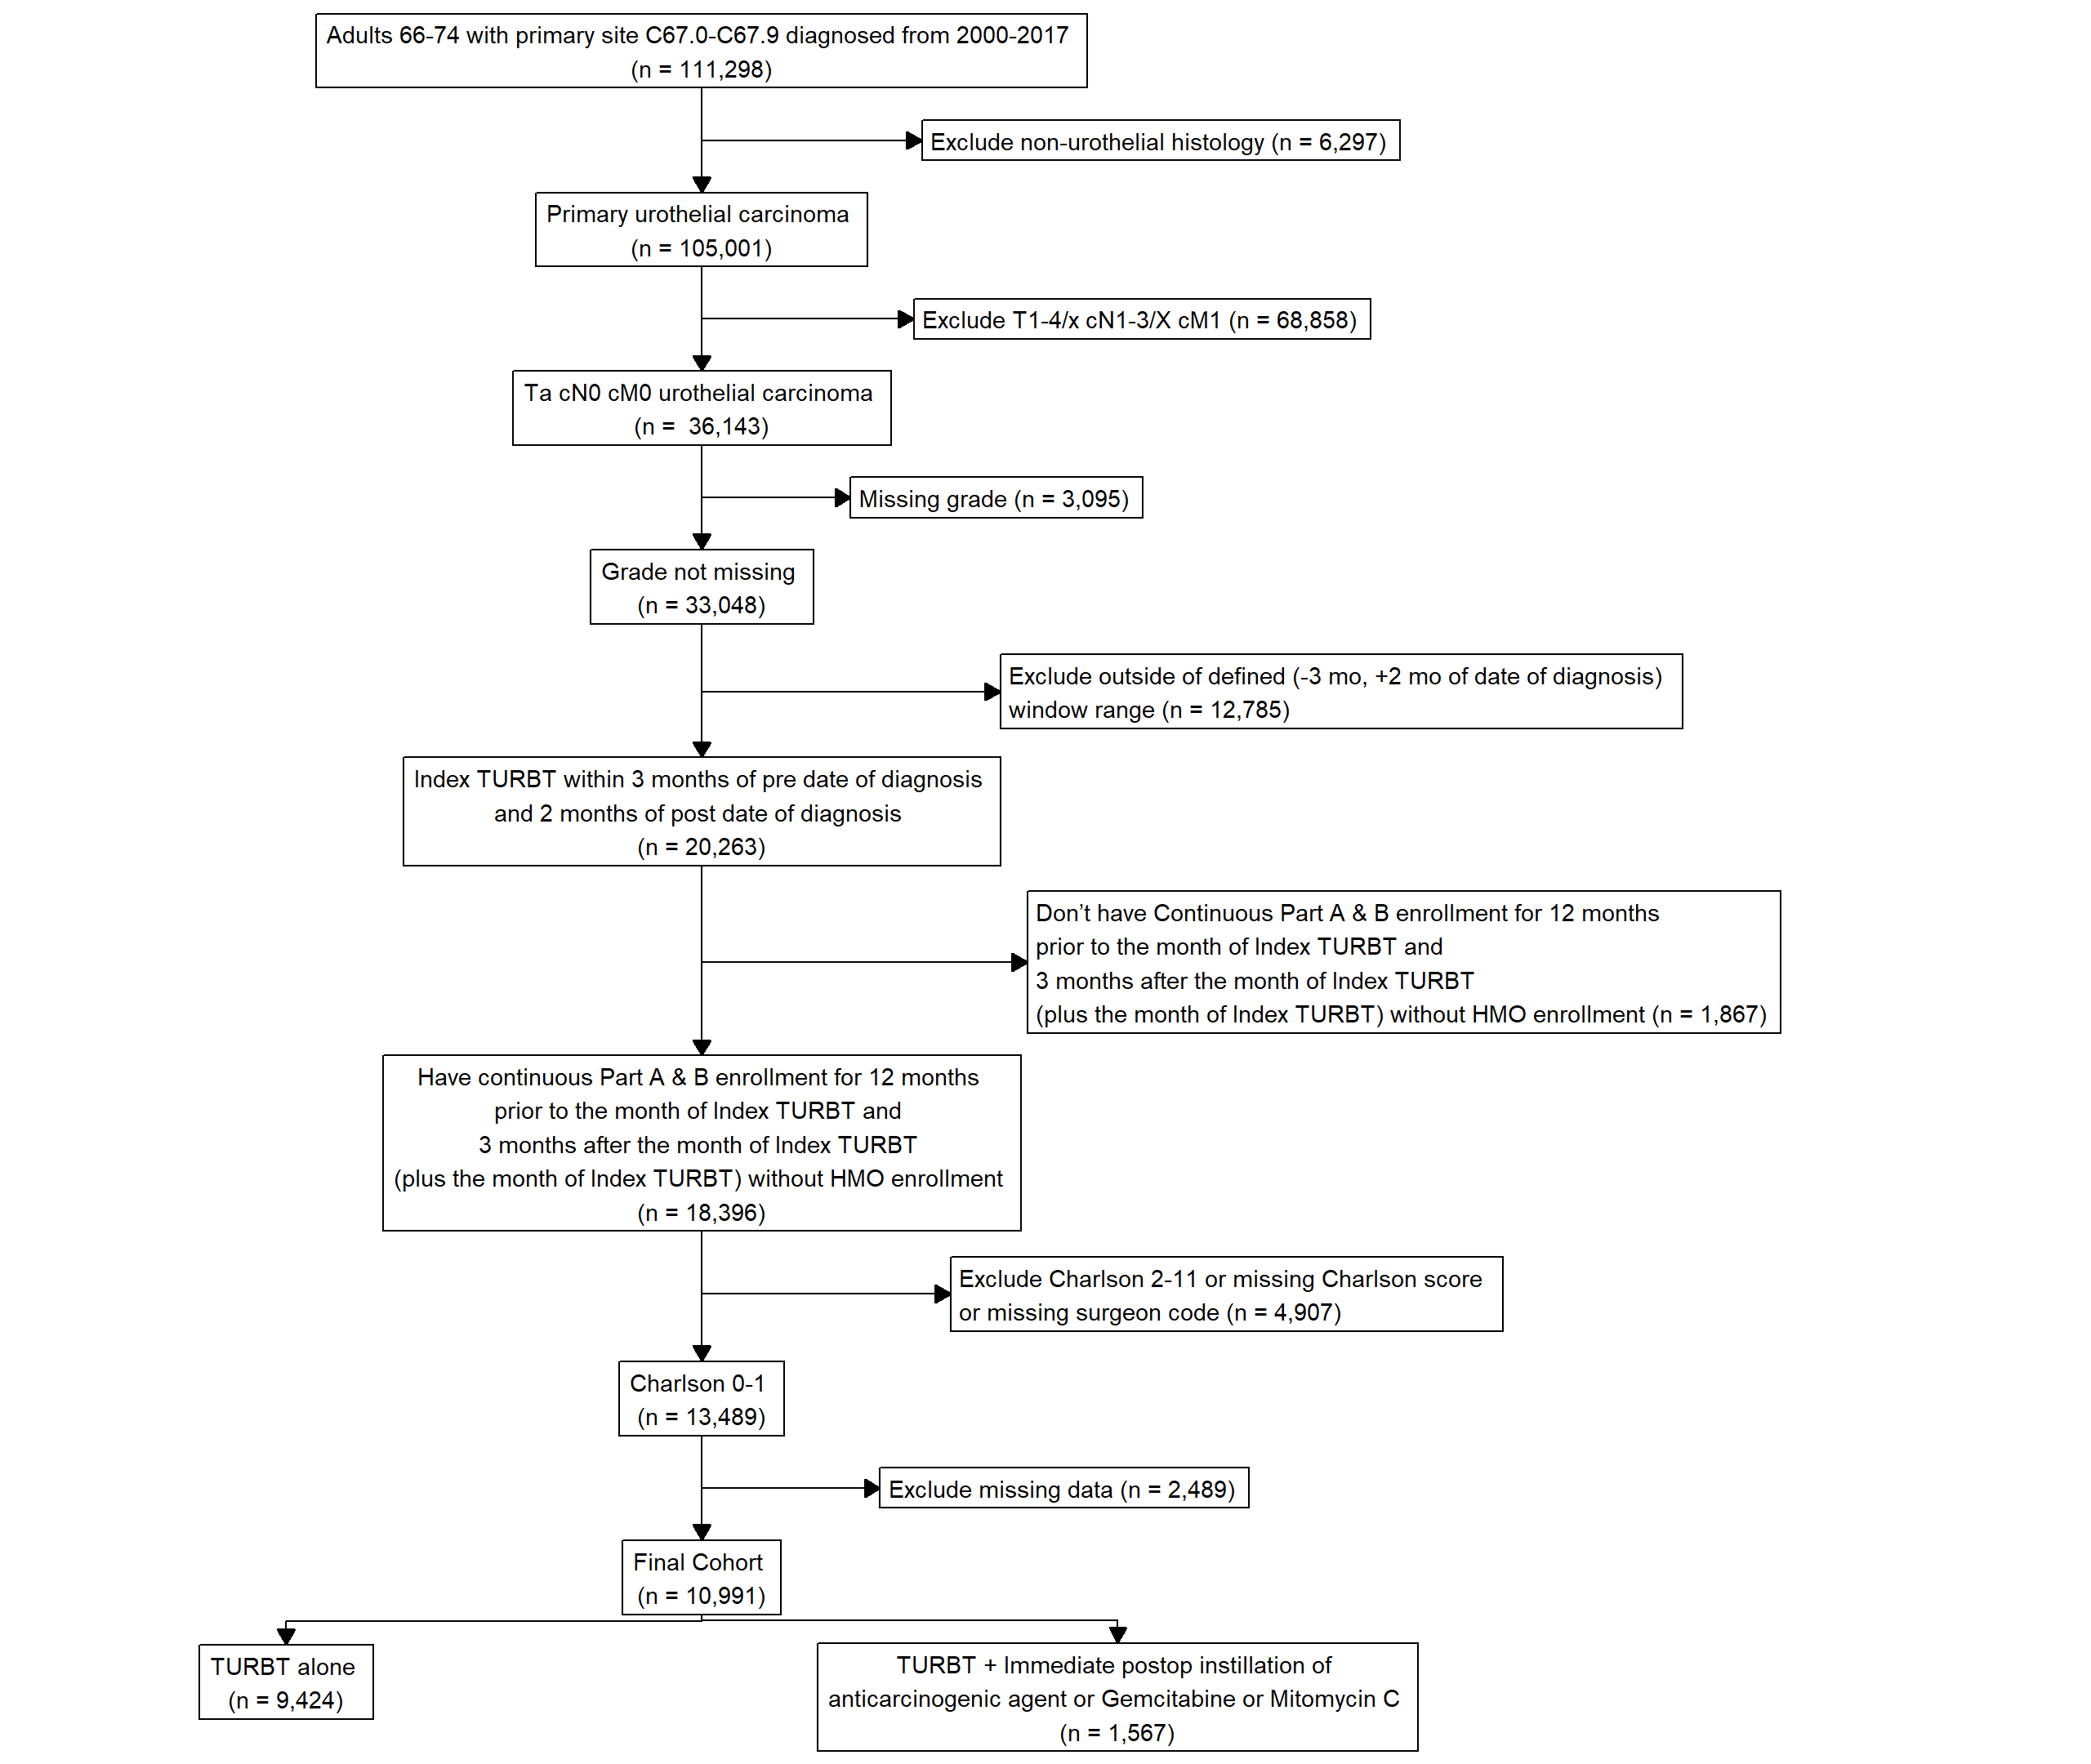 Adults 66-74 with primary site C67.0-C67.9 diagnosed from 2000-2017
(n = 111,298)
Exclude non-urothelial histology (n = 6,297)
Primary urothelial carcinoma
(n = 105,001)
Exclude T1-4/x cN1-3/X cM1 (n = 68,858)
Ta cN0 cM0 urothelial carcinoma
(n = 36,143)
Missing grade (n = 3,095)
Grade not missing
(n = 33,048)
Exclude outside of defined (-3 mo, +2 mo of date of diagnosis)
window range (n = 12,785)
Index TURBT within 3 months of pre date of diagnosis
and 2 months of post date of diagnosis
(n = 20,263)
Don’t have Continuous Part A & B enrollment for 12 months
prior to the month of Index TURBT and
3 months after the month of Index TURBT
(plus the month of Index TURBT) without HMO enrollment (n = 1,867)
Have continuous Part A & B enrollment for 12 months
prior to the month of Index TURBT and
3 months after the month of Index TURBT
(plus the month of Index TURBT) without HMO enrollment
(n = 18,396)
Exclude Charlson 2-11 or missing Charlson score
or missing surgeon code (n = 4,907)
Charlson 0-1
(n = 13,489)
Exclude missing data (n = 2,489)
Final Cohort
(n = 10,991)
TURBT alone
(n = 9,424)
TURBT + Immediate postop instillation of
anticarcinogenic agent or Gemcitabine or Mitomycin C
(n = 1,567)